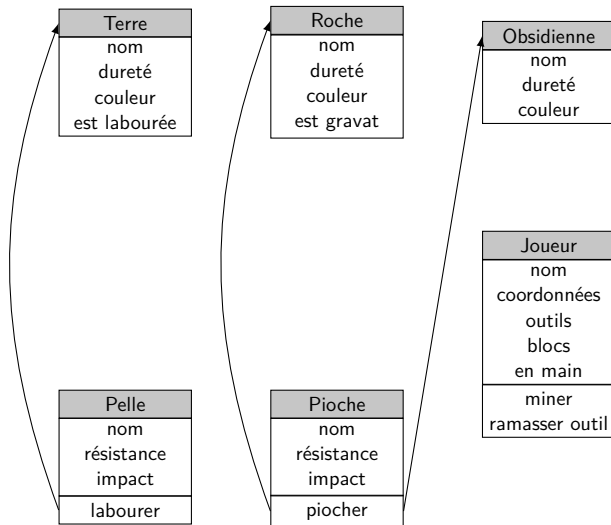 Terre
nom
dureté
couleur
est labourée
Roche
nom
dureté
couleur
est gravat
Obsidienne
nom
dureté
couleur
Joueur
nom
coordonnées
outils
blocs
en main
miner
ramasser outil
Pelle
nom
résistance
impact
labourer
Pioche
nom
résistance
impact
piocher